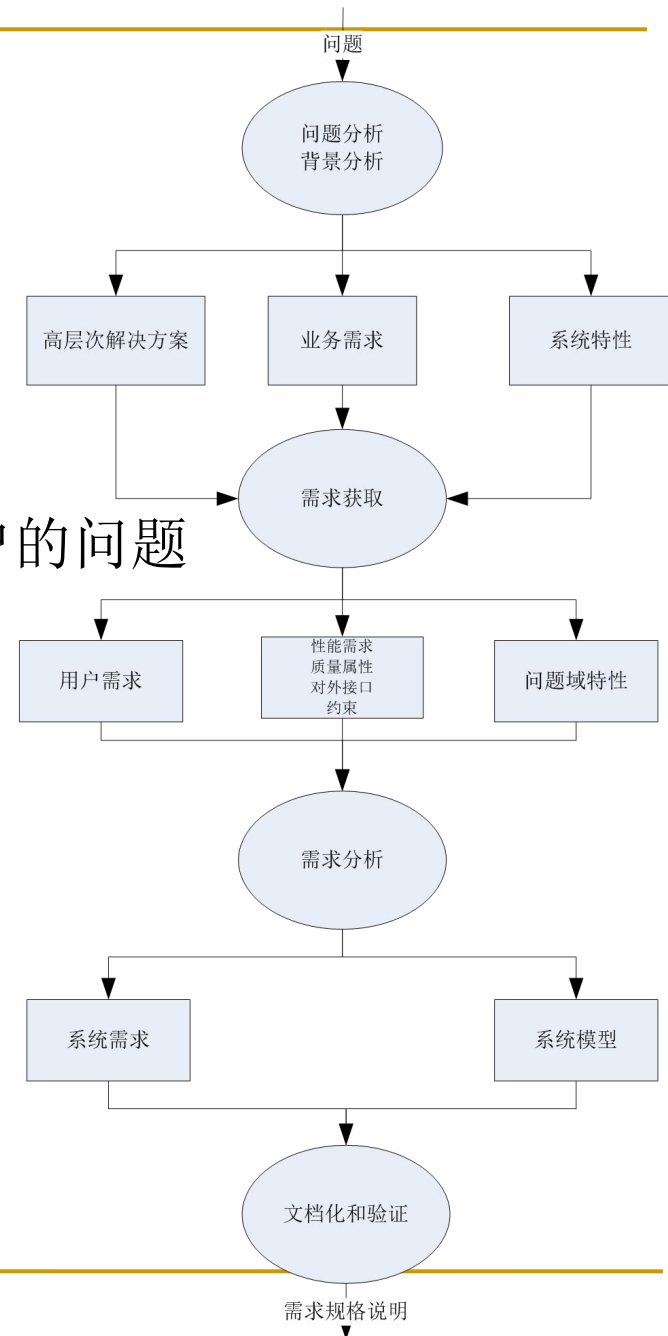 问题
问题分析
背景分析
高层次解决方案
业务需求
系统特性
需求获取
的问题
用户需求
性能需求
质量属性
对外接口
约束
问题域特性
需求分析
系统需求
系统模型
文档化和验证
需求规格说明